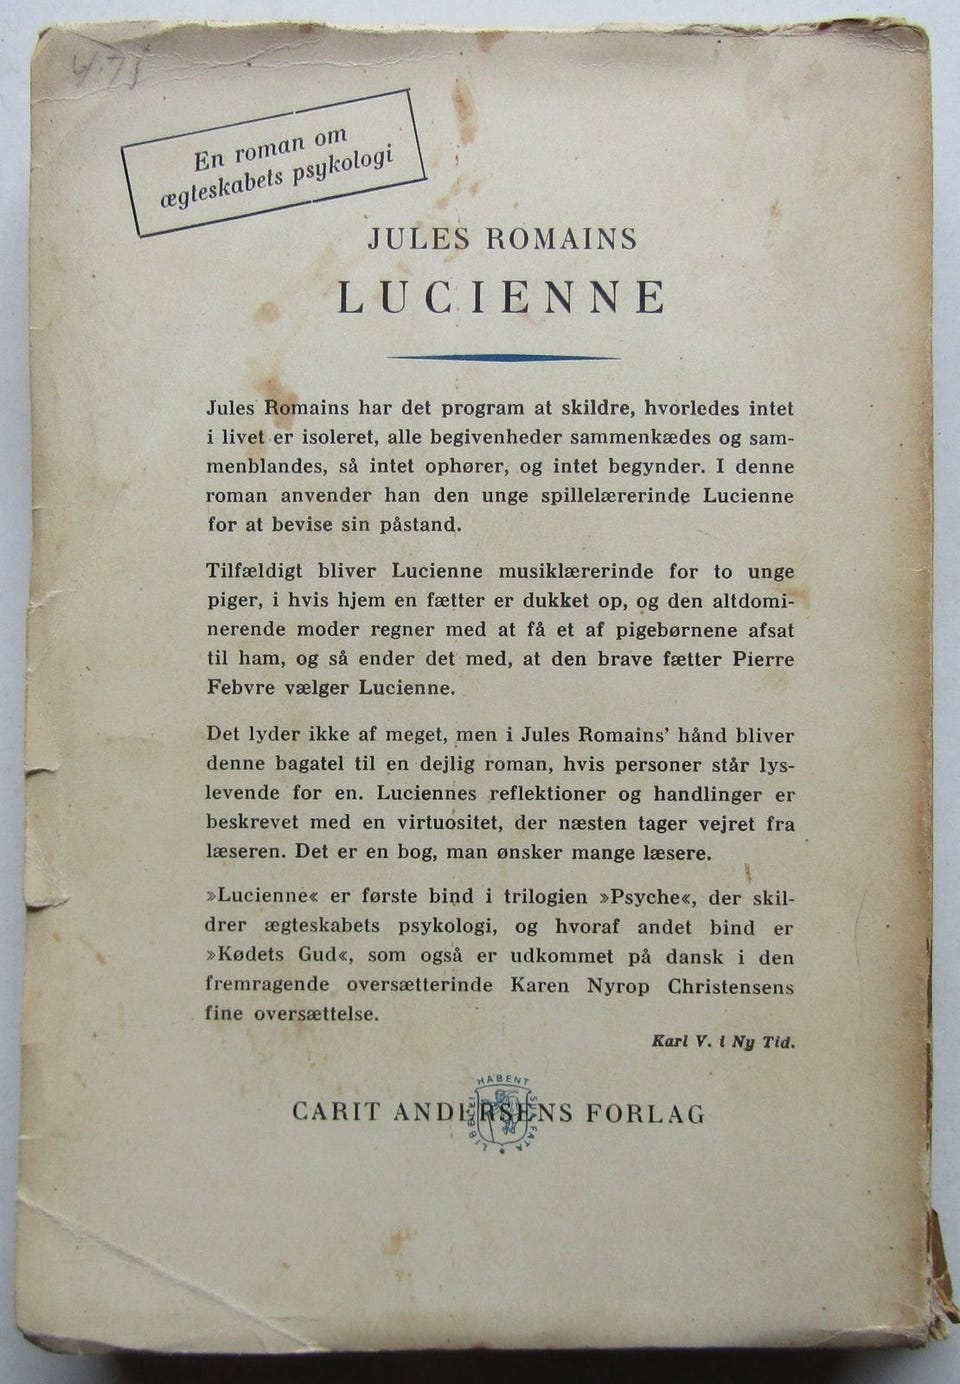 En roman om
ægteskabets psykologi
JULES ROMAINS
LUCIENNE
Jules Romains har det program at skildre, hvorledes intet
i livet er isoleret, alle begivenheder sammenkædes og sam-
menblandes, så intet ophører, og intet begynder. I denne
roman anvender han den unge spillelærerinde Lucienne
for at bevise sin påstand.
Tilfældigt bliver Lucienne musiklærerinde for to unge
piger, i hvis hjem en fætter er dukket op, og den altdomi-
nerende moder regner med at få et af pigebørnene afsat
til ham, og så ender det med, at den brave fætter Pierre
Febvre vælger Lucienne.
Det lyder ikke af meget, men i Jules Romains’ hånd bliver
denne bagatel til en dejlig roman, hvis personer står lys-
levende for en. Luciennes reflektioner og handlinger er
beskrevet med en virtuositet, der næsten tager vejret fra
læseren. Det er en bog, man ønsker mange læsere.
»Lucienne« er første bind i trilogien »Psyche«, der skil-
drer ægteskabets psykologi, og hvoraf andet bind er
»Kødets Gud«, som også er udkommet på dansk i den
fremragende oversætterinde Karen Nyrop Christensens
fine oversættelse.
Karl V. i Ny Tid.
CARIT ANDERSENS FORLAG
HABENT SUA FATA LIBELLI